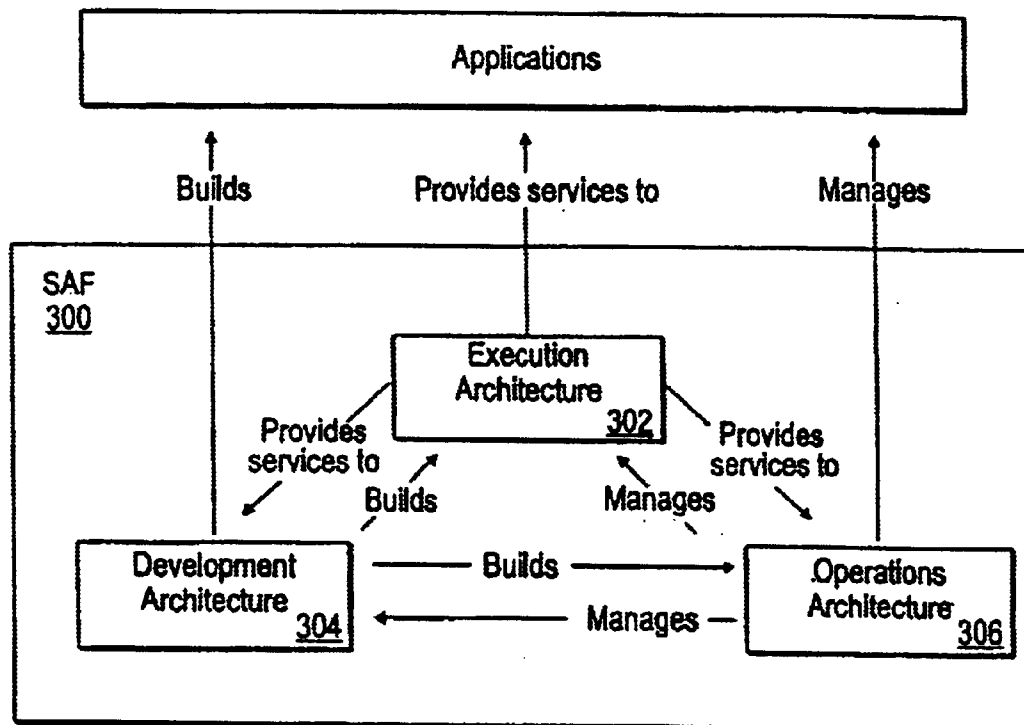 Applications
Builds
Provides services to
Manages
SAF
300
Execution
Architecture
302
Provides
services to
Provides
services to
Builds
Manages
Development
Architecture
304
Builds
Manages
Operations
Architecture
306